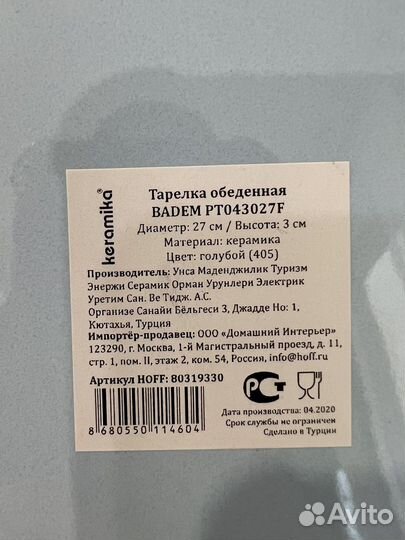 keramika®
Тарелка обеденная
BADEM PT043027F
Диаметр: 27 см / Высота: 3 см
Материал: керамика
Цвет: голубой (405)
Производитель: Унса Маденджилик Туризм
Энержи Серамик Орман Урунлери Электрик
Уретим Сан. Ве Тидж. А.С.
Организе Санайи Бёльгеси 3, Джадде Но: 1,
Кютахья, Турция
Импортёр-продавец: ООО «Домашний Интерьер»
123290, г. Москва, 1-й Магистральный проезд, д. 11,
стр. 1, пом. II, этаж 2, ком. 54, Россия, info@hoff.ru
Артикул HOFF: 80319330
РСТ
8 680550 114604
Дата производства: 04.2020
Срок службы не ограничен
Сделано в Турции
Avito